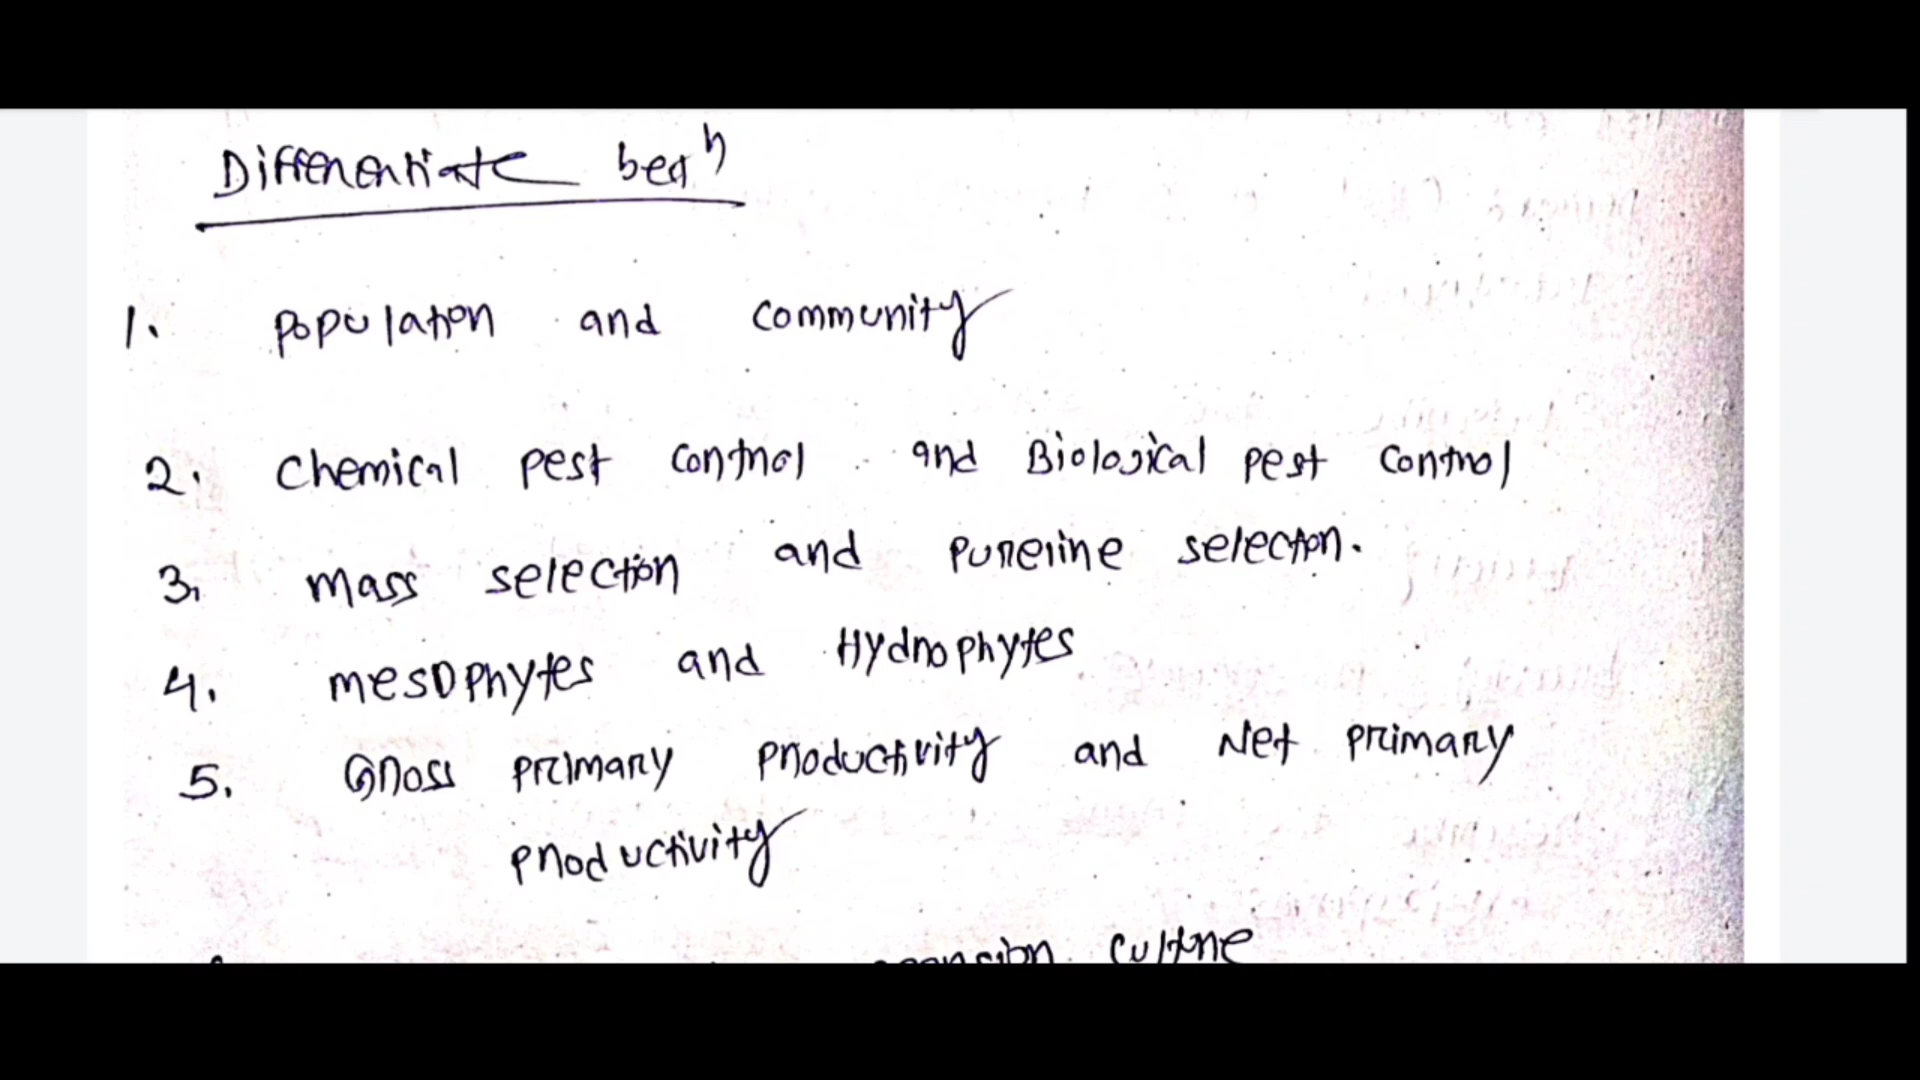 Differentiate betn
1. population and community
2. Chemical pest control and Biological pest control
3. mass selection and pureline selection.
4. mesophytes and Hydrophytes
5. Gross primary productivity and Net primary
productivity
culture